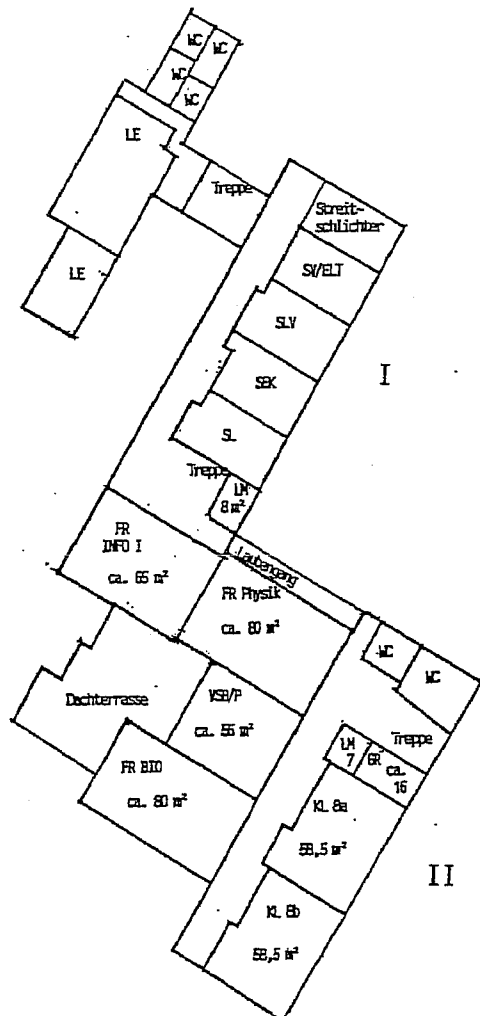 WC
WC
WC
WC
LE
Treppe
LE
Streit-
schlichter
SV/ELT
SLV
SEK
SL
I
Treppe
LM
8 m²
FR
INFO I
ca. 65 m²
Laubengang
FR Physik
ca. 80 m²
WC
WC
Dachterrasse
VSB/P
ca. 56 m²
Treppe
LM
7
GR
ca.
16
FR BIO
ca. 80 m²
KL 8a
58,5 m²
II
KL 8b
58,5 m²